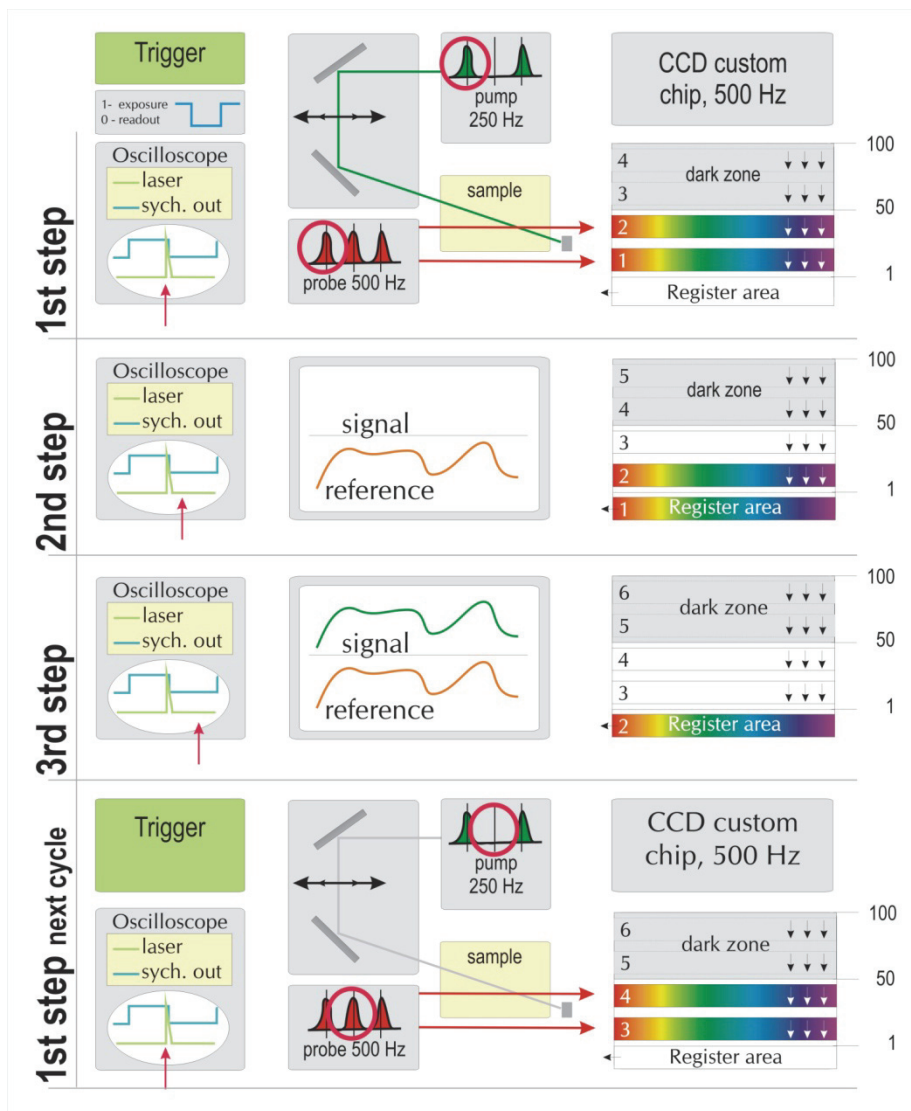 Trigger
1- exposure
0 - readout
pump
250 Hz
CCD custom
chip, 500 Hz
1st step
Oscilloscope
laser
sych. out
sample
probe 500 Hz
4
3
dark zone
2
1
Register area
100
50
1
2nd step
Oscilloscope
laser
sych. out
signal
reference
5
4
dark zone
3
2
1
Register area
100
50
1
3rd step
Oscilloscope
laser
sych. out
signal
reference
6
5
dark zone
4
3
2
Register area
100
50
1
1st step next cycle
Trigger
pump
250 Hz
CCD custom
chip, 500 Hz
Oscilloscope
laser
sych. out
sample
probe 500 Hz
6
5
dark zone
4
3
Register area
100
50
1